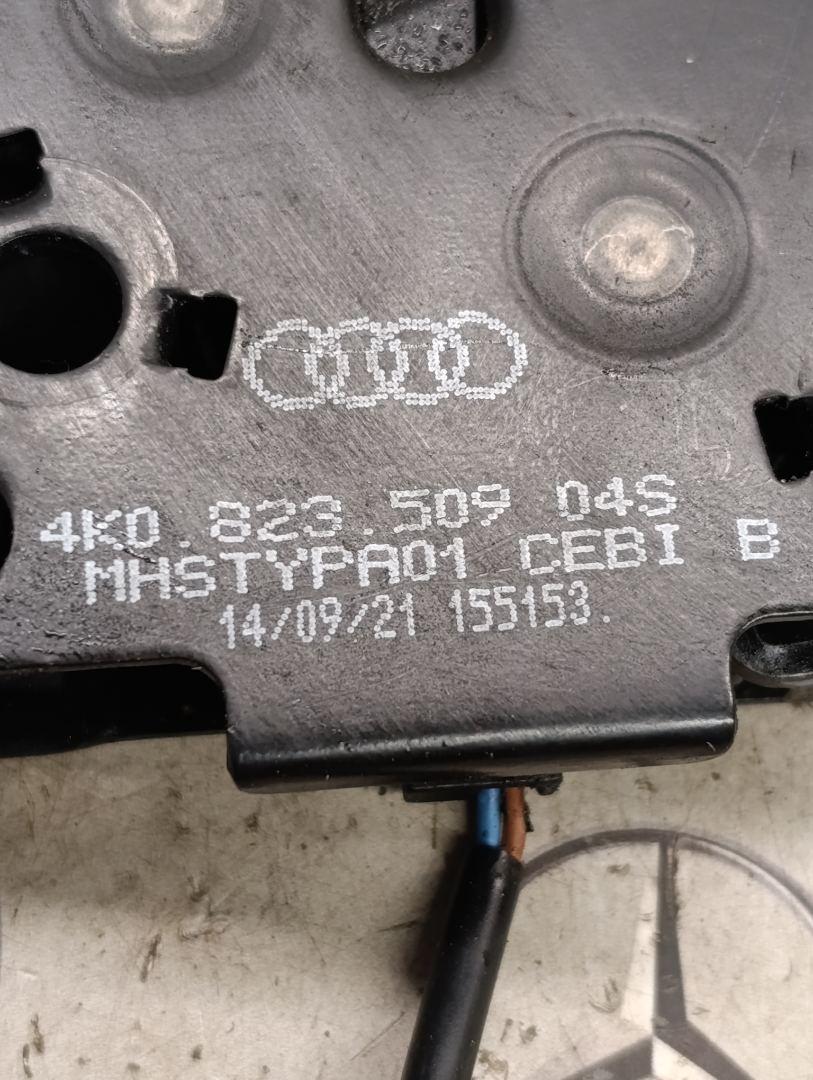 4K0.823.509 04S
MHSTYPA01 CEBI B
14/09/21 155153.